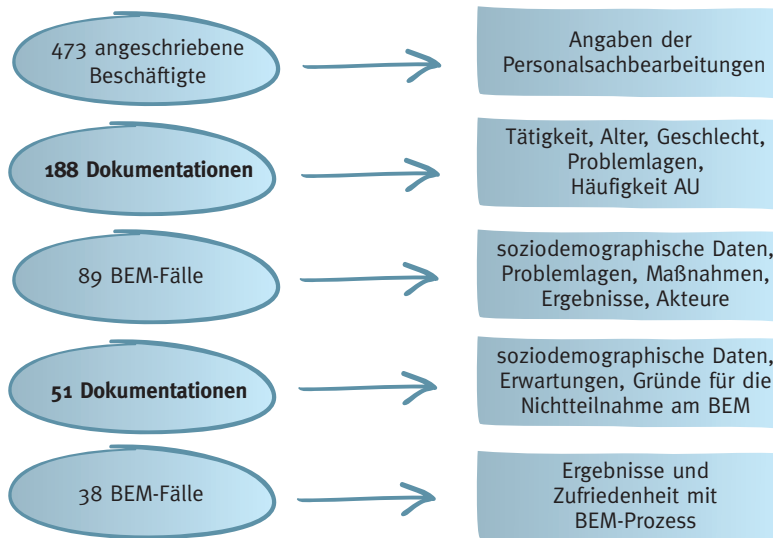 473 angeschriebene
Beschäftigte
Angaben der
Personalsachbearbeitungen
188 Dokumentationen
Tätigkeit, Alter, Geschlecht,
Problemlagen,
Häufigkeit AU
89 BEM-Fälle
soziodemographische Daten,
Problemlagen, Maßnahmen,
Ergebnisse, Akteure
51 Dokumentationen
soziodemographische Daten,
Erwartungen, Gründe für die
Nichtteilnahme am BEM
38 BEM-Fälle
Ergebnisse und
Zufriedenheit mit
BEM-Prozess